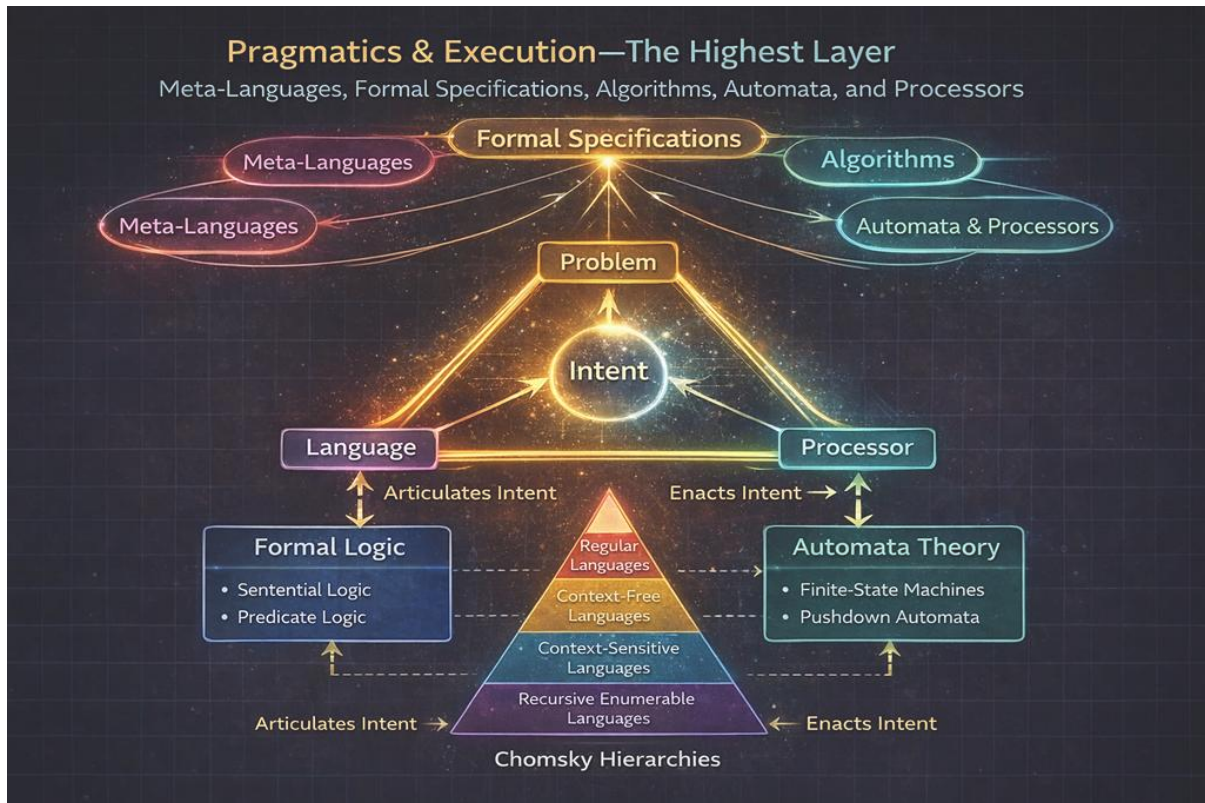 Pragmatics & Execution—The Highest Layer
Meta-Languages, Formal Specifications, Algorithms, Automata, and Processors
Formal Specifications
Meta-Languages
Algorithms
Meta-Languages
Automata & Processors
Problem
Intent
Language
Processor
Articulates Intent
Enacts Intent
Formal Logic
• Sentential Logic
• Predicate Logic
Automata Theory
• Finite-State Machines
• Pushdown Automata
Regular
Languages
Context-Free
Languages
Context-Sensitive
Languages
Recursive Enumerable
Languages
Articulates Intent
Enacts Intent
Chomsky Hierarchies